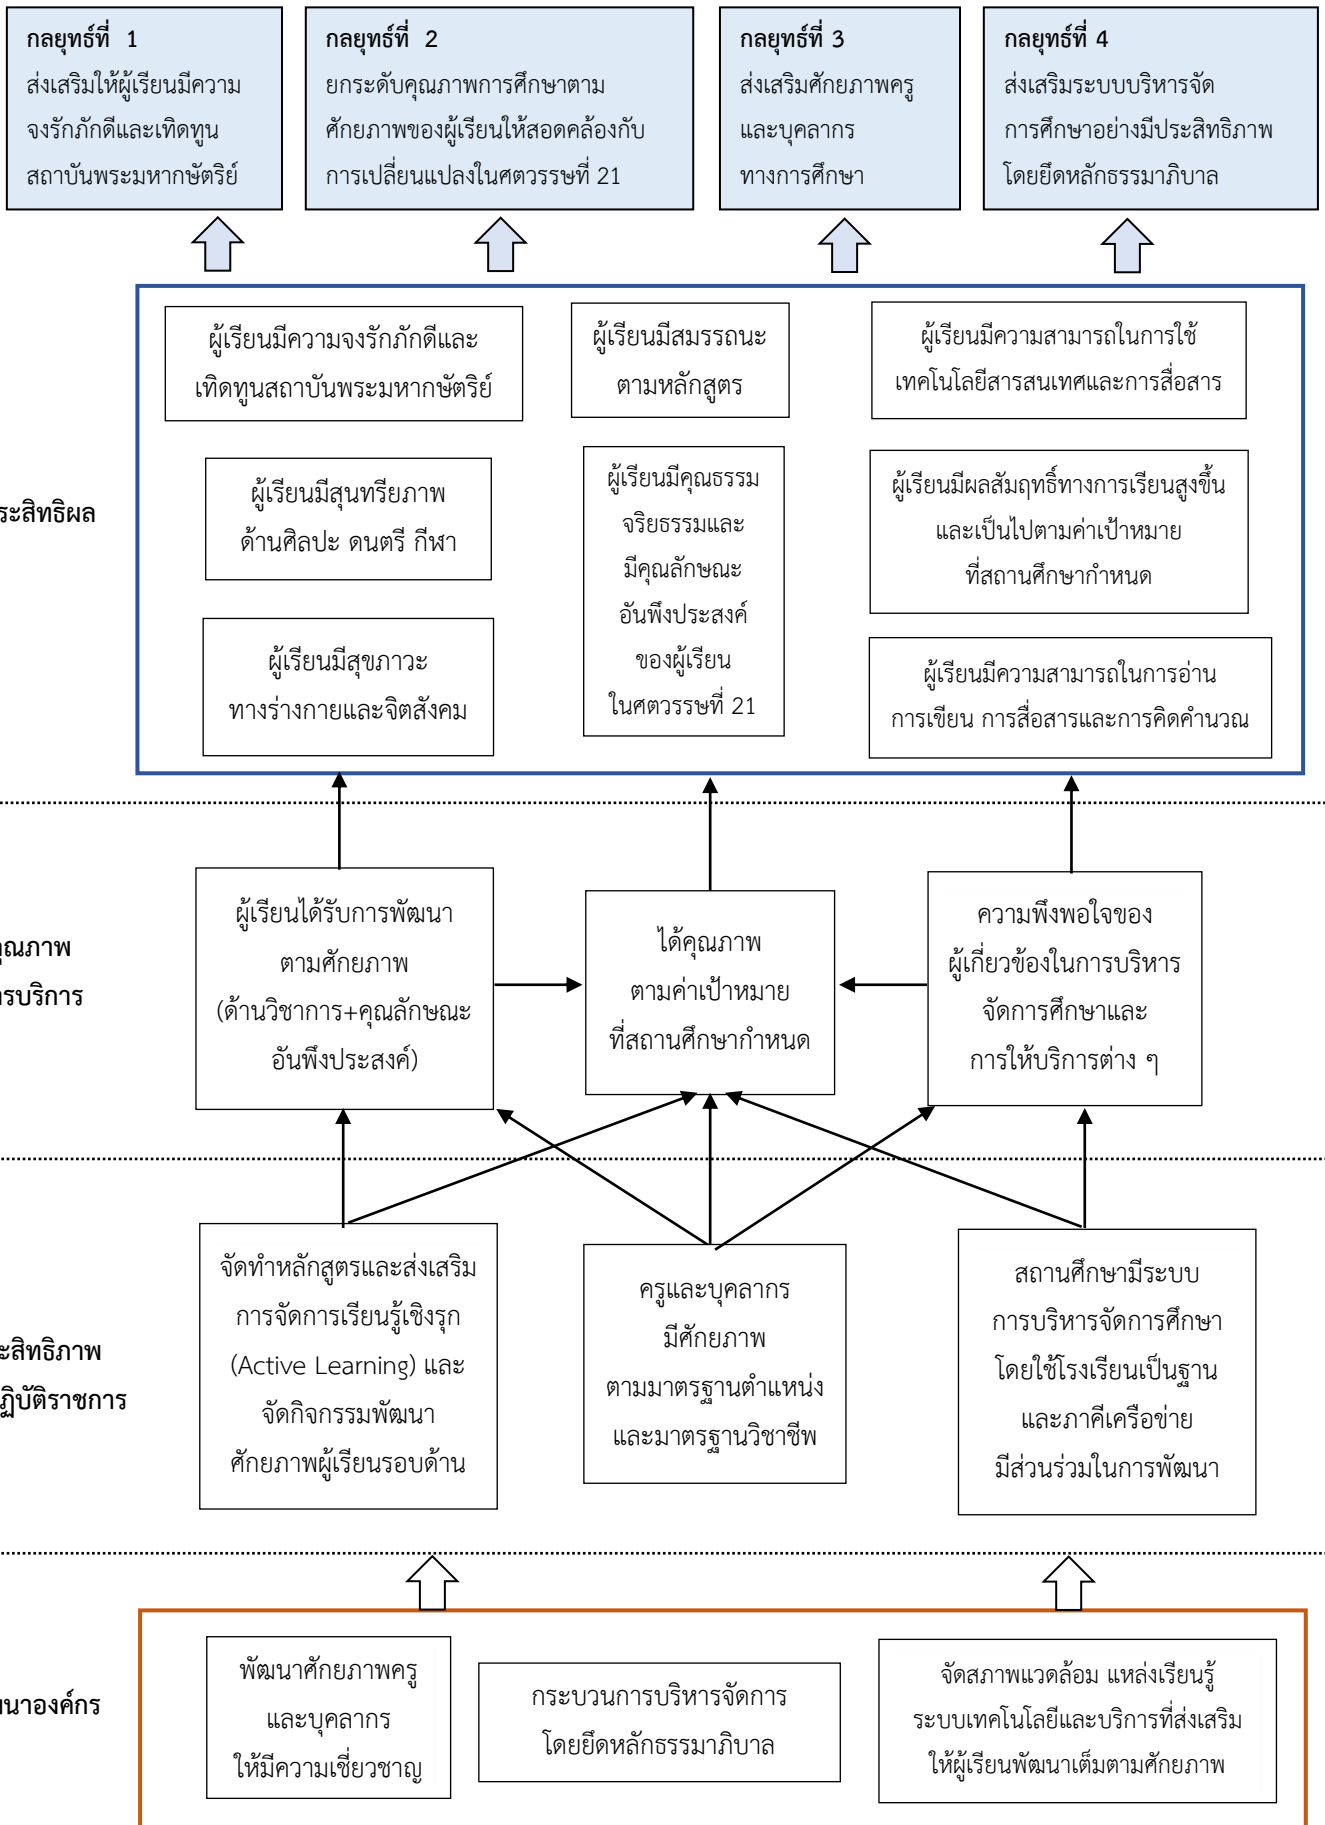 กลยุทธ์ที่ 1
ส่งเสริมให้ผู้เรียนมีความ
จงรักภักดีและเทิดทูน
สถาบันพระมหากษัตริย์
กลยุทธ์ที่ 2
ยกระดับคุณภาพการศึกษาตาม
ศักยภาพของผู้เรียนให้สอดคล้องกับ
การเปลี่ยนแปลงในศตวรรษที่ 21
กลยุทธ์ที่ 3
ส่งเสริมศักยภาพครู
และบุคลากร
ทางการศึกษา
กลยุทธ์ที่ 4
ส่งเสริมระบบบริหารจัด
การศึกษาอย่างมีประสิทธิภาพ
โดยยึดหลักธรรมาภิบาล
ระสิทธิผล
ผู้เรียนมีความจงรักภักดีและ
เทิดทูนสถาบันพระมหากษัตริย์
ผู้เรียนมีสมรรถนะ
ตามหลักสูตร
ผู้เรียนมีความสามารถในการใช้
เทคโนโลยีสารสนเทศและการสื่อสาร
ผู้เรียนมีสุนทรียภาพ
ด้านศิลปะ ดนตรี กีฬา
ผู้เรียนมีคุณธรรม
จริยธรรมและ
มีคุณลักษณะ
อันพึงประสงค์
ของผู้เรียน
ในศตวรรษที่ 21
ผู้เรียนมีผลสัมฤทธิ์ทางการเรียนสูงขึ้น
และเป็นไปตามค่าเป้าหมาย
ที่สถานศึกษากำหนด
ผู้เรียนมีสุขภาวะ
ทางร่างกายและจิตสังคม
ผู้เรียนมีความสามารถในการอ่าน
การเขียน การสื่อสารและการคิดคำนวณ
คุณภาพ
ารบริการ
ผู้เรียนได้รับการพัฒนา
ตามศักยภาพ
(ด้านวิชาการ+คุณลักษณะ
อันพึงประสงค์)
ได้คุณภาพ
ตามค่าเป้าหมาย
ที่สถานศึกษากำหนด
ความพึงพอใจของ
ผู้เกี่ยวข้องในการบริหาร
จัดการศึกษาและ
การให้บริการต่าง ๆ
ะสิทธิภาพ
ฏิบัติราชการ
จัดทำหลักสูตรและส่งเสริม
การจัดการเรียนรู้เชิงรุก
(Active Learning) และ
จัดกิจกรรมพัฒนา
ศักยภาพผู้เรียนรอบด้าน
ครูและบุคลากร
มีศักยภาพ
ตามมาตรฐานตำแหน่ง
และมาตรฐานวิชาชีพ
สถานศึกษามีระบบ
การบริหารจัดการศึกษา
โดยใช้โรงเรียนเป็นฐาน
และภาคีเครือข่าย
มีส่วนร่วมในการพัฒนา
นาองค์กร
พัฒนาศักยภาพครู
และบุคลากร
ให้มีความเชี่ยวชาญ
กระบวนการบริหารจัดการ
โดยยึดหลักธรรมาภิบาล
จัดสภาพแวดล้อม แหล่งเรียนรู้
ระบบเทคโนโลยีและบริการที่ส่งเสริม
ให้ผู้เรียนพัฒนาเต็มตามศักยภาพ